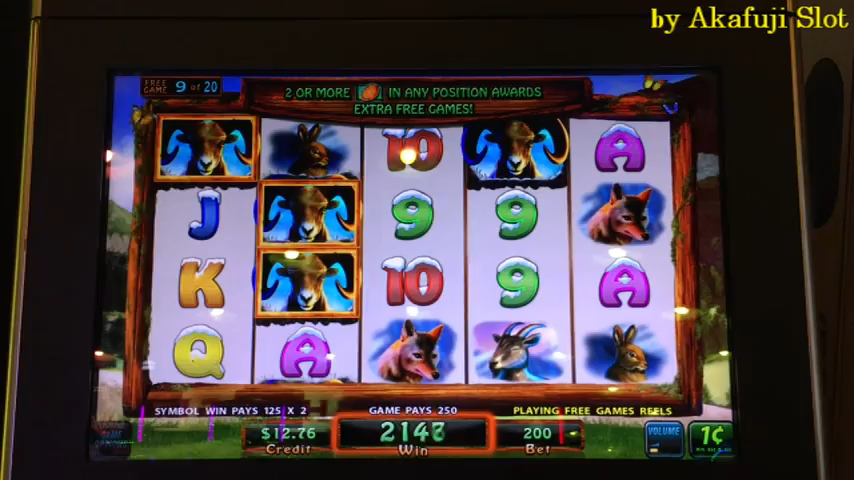 by Akafuji Slot
FREE GAME 9 of 20
2 OR MORE IN ANY POSITION AWARDS
EXTRA FREE GAMES!
10 A
J 9 9
K 10 9 A
Q A
SYMBOL WIN PAYS 125 X 2 GAME PAYS 250 PLAYING FREE GAMES REELS
$12.76 2148 200 VOLUME 1¢
Credit Win Bet